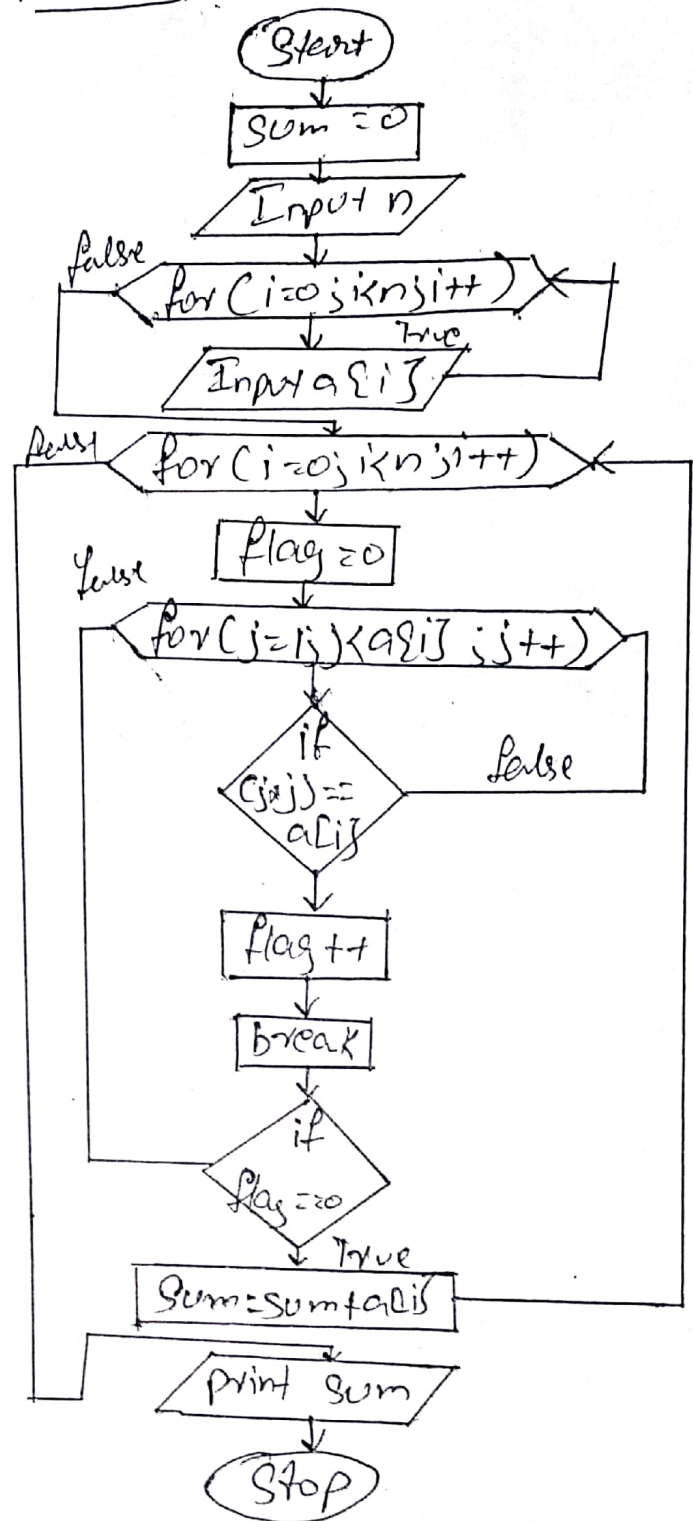 Start
Sum = 0
Input n
false
for (i=0; i<n; i++)
True
Input a[i]
false
for (i=0; i<n; i++)
flag = 0
false
for (j=1; j<a[i]; j++)
if
(j*j) ==
a[i]
false
flag ++
break
if
flag ==0
True
Sum=sum+a[i]
print sum
Stop